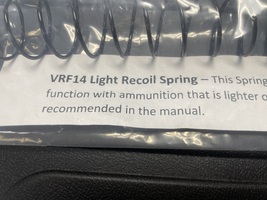 VRF14 Light Recoil Spring – This Spring
function with ammunition that is lighter o
recommended in the manual.